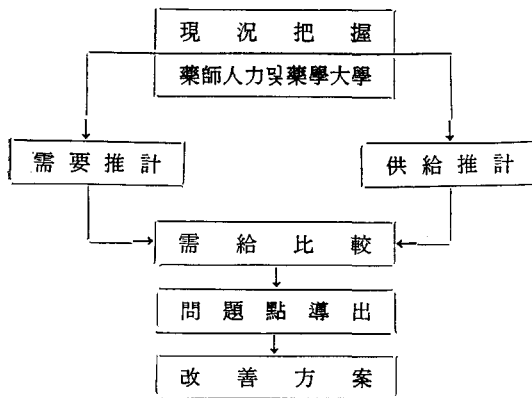 現況把握
藥師人力및藥學大學
需要推計
供給推計
需給比較
問題點導出
改善方案